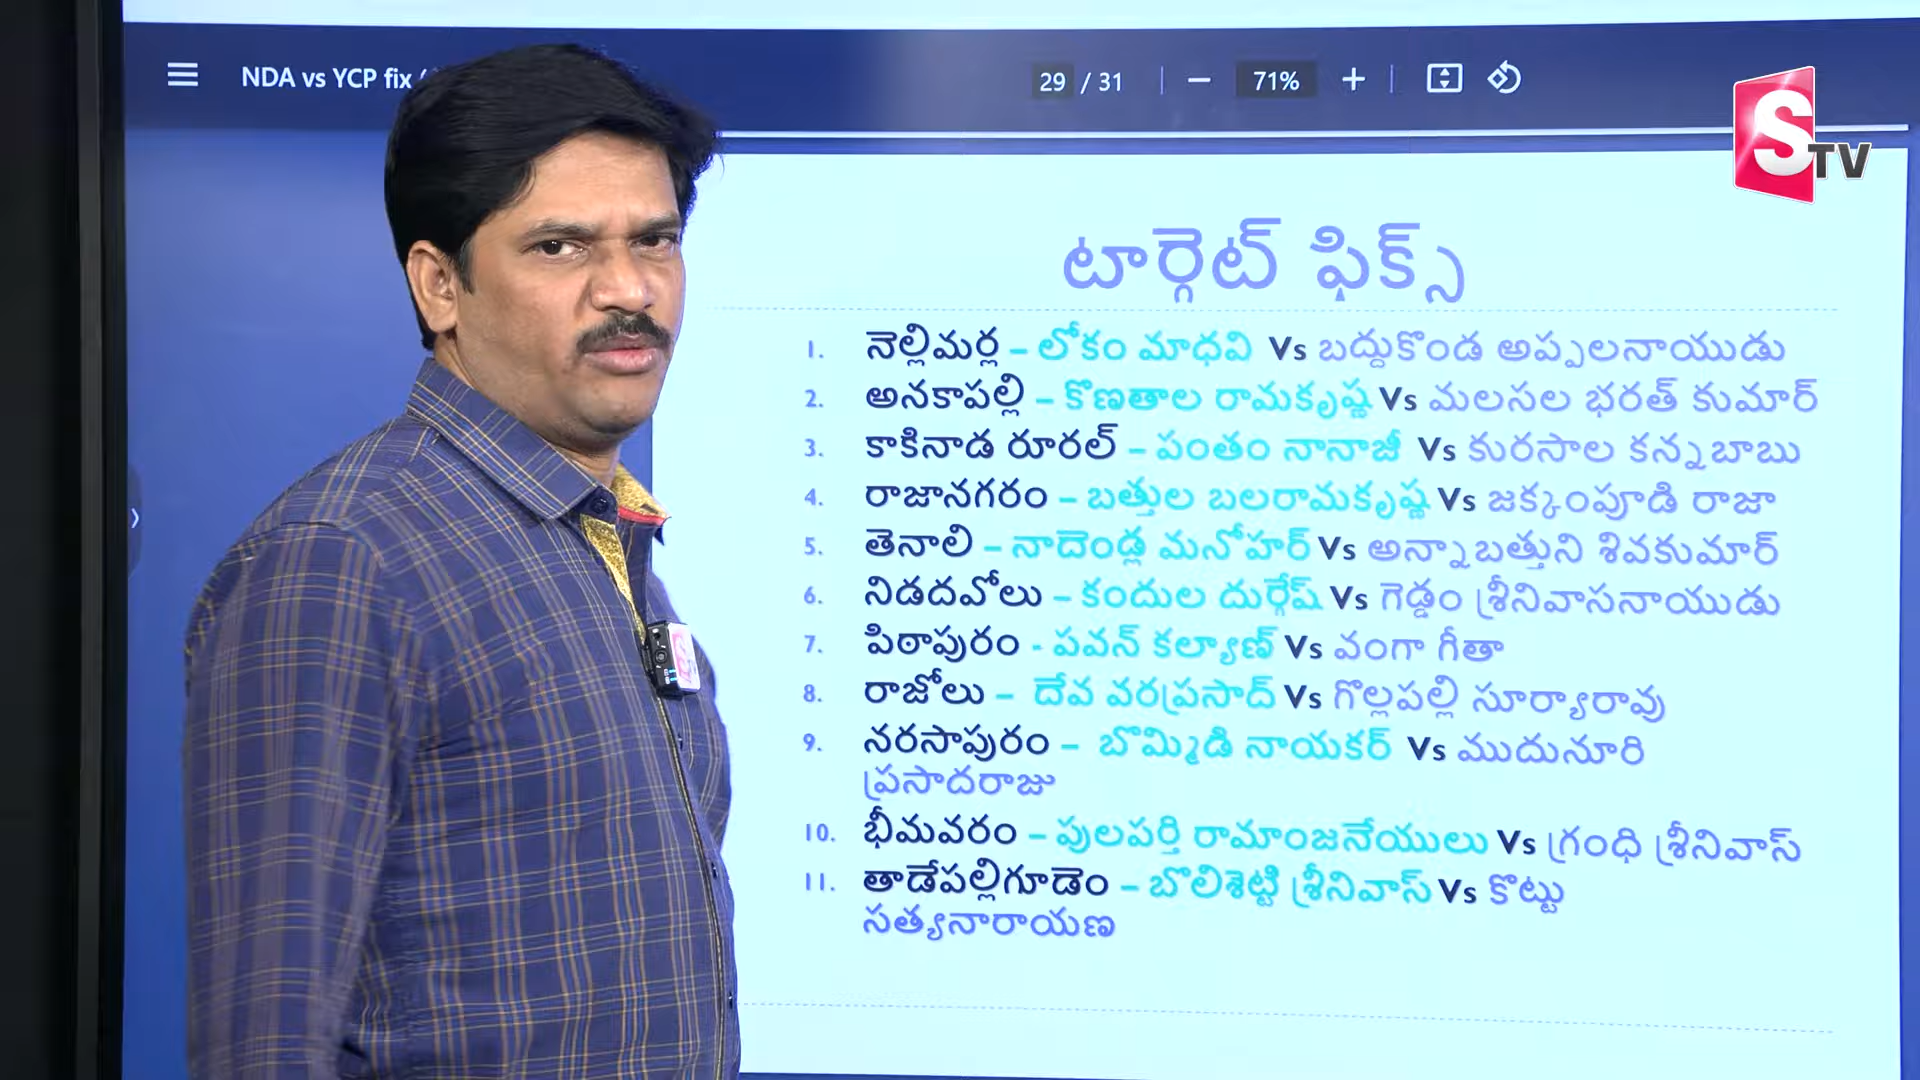 NDA vs YCP fix
29 / 31
71%
S TV
టార్గెట్ ఫిక్స్
1. నెల్లిమర్ల – లోకం మాధవి Vs బద్దుకొండ అప్పలనాయుడు
2. అనకాపల్లి – కొణతాల రామకృష్ణ Vs మలసల భరత్ కుమార్
3. కాకినాడ రూరల్ – పంతం నానాజీ Vs కురసాల కన్నబాబు
4. రాజానగరం – బత్తుల బలరామకృష్ణ Vs జక్కంపూడి రాజా
5. తెనాలి – నాదెండ్ల మనోహర్ Vs అన్నాబత్తుని శివకుమార్
6. నిడదవోలు – కందుల దుర్గేష్ Vs గెడ్డం శ్రీనివాసనాయుడు
7. పిఠాపురం - పవన్ కల్యాణ్ Vs వంగా గీతా
8. రాజోలు – దేవ వరప్రసాద్ Vs గొల్లపల్లి సూర్యారావు
9. నరసాపురం – బొమ్మిడి నాయకర్ Vs ముదునూరి
ప్రసాదరాజు
10. భీమవరం – పులపర్తి రామాంజనేయులు Vs గ్రంధి శ్రీనివాస్
11. తాడేపల్లిగూడెం – బొలిశెట్టి శ్రీనివాస్ Vs కొట్టు
సత్యనారాయణ